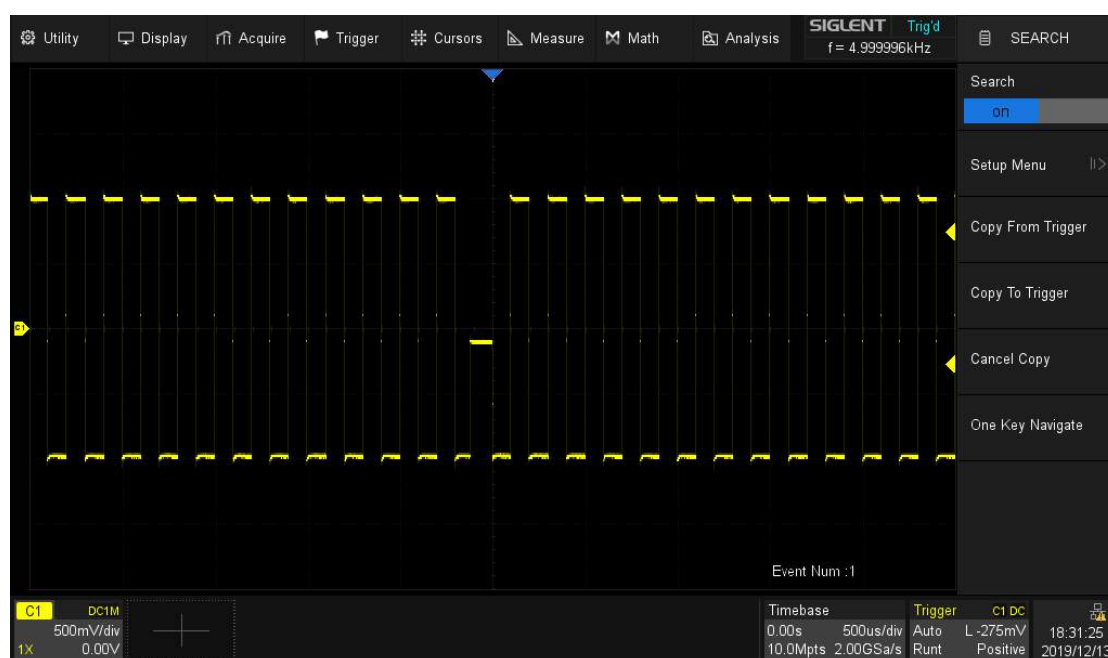 Utility Display Acquire Trigger Cursors Measure Math Analysis SIGLENT Trig'd SEARCH
f = 4.999996kHz
Search
on
Setup Menu
Copy From Trigger
C1
Copy To Trigger
Cancel Copy
One Key Navigate
Event Num :1
C1 DC1M Timebase Trigger C1 DC
500mV/div 0.00s 500us/div Auto L -275mV 18:31:25
1X 0.00V 10.0Mpts 2.00GSa/s Runt Positive 2019/12/13